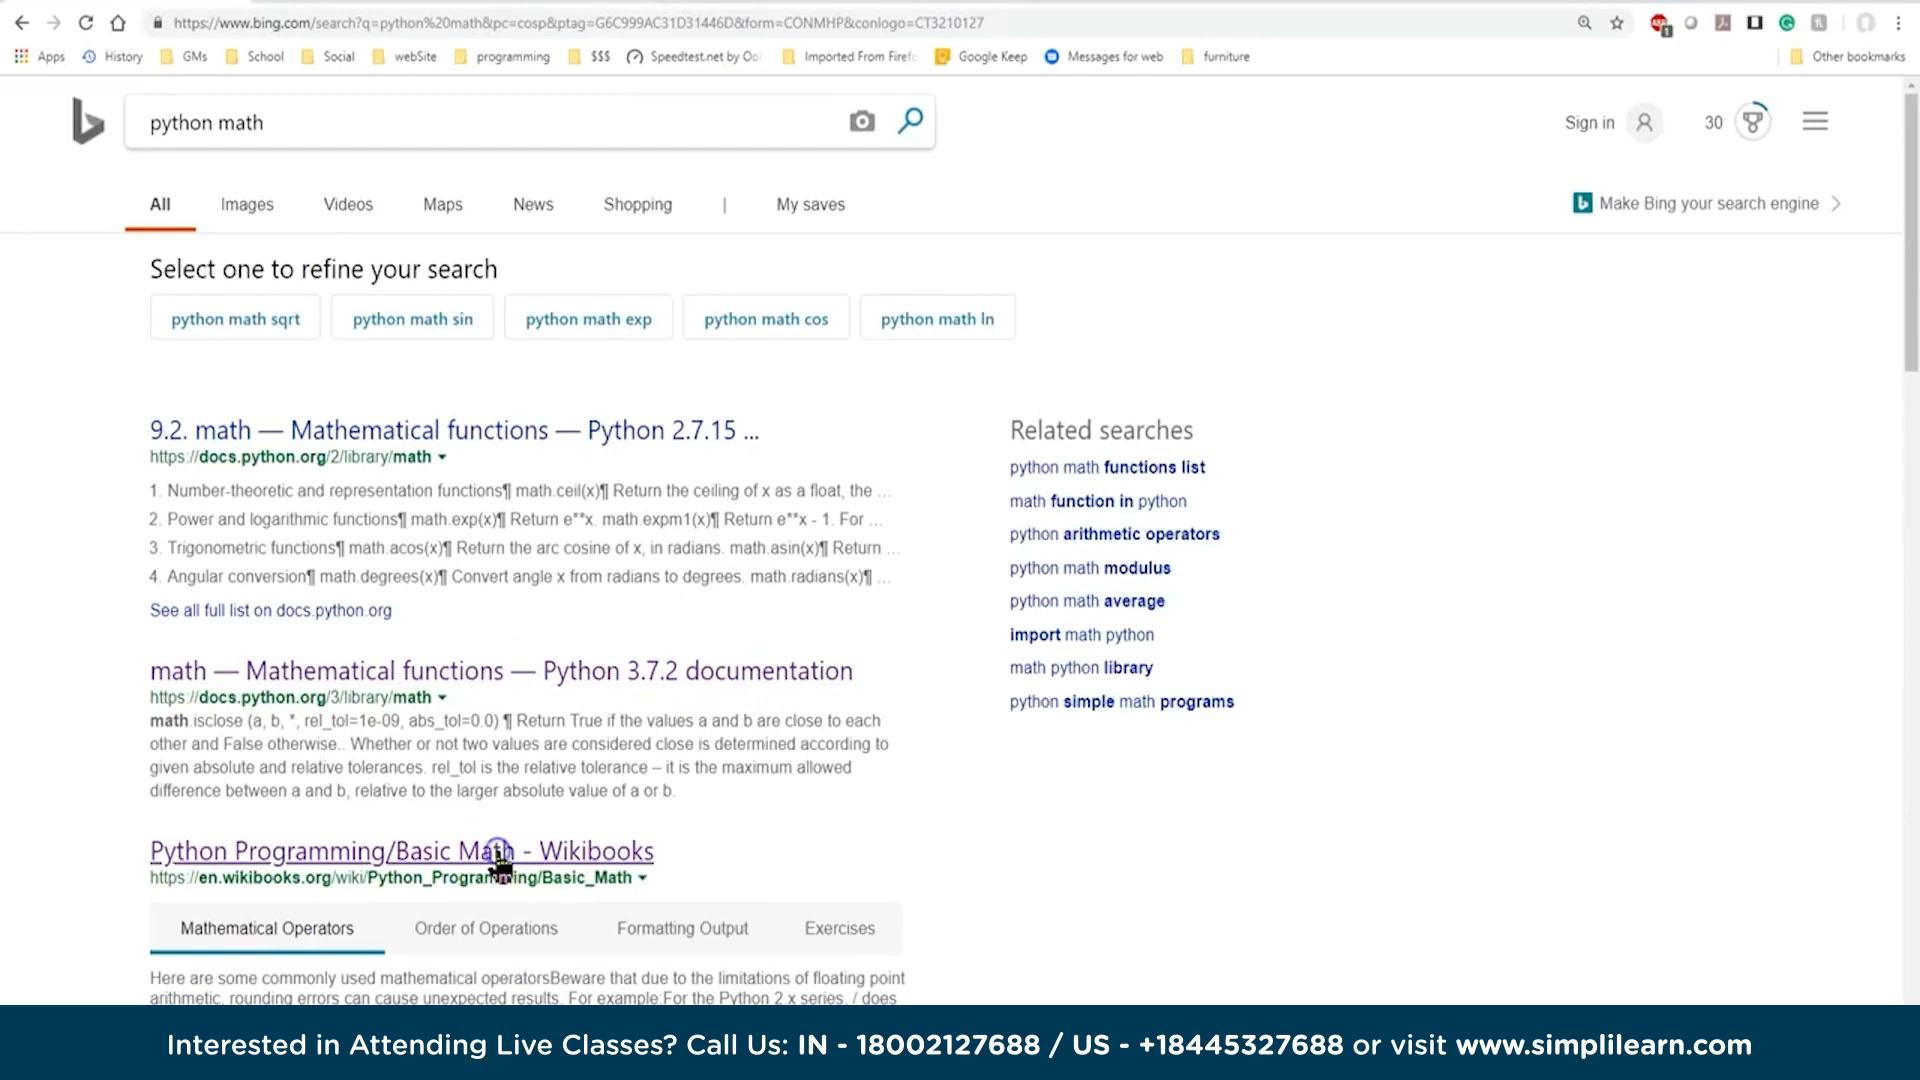 https://www.bing.com/search?q=python%20math&pc=cosp&ptag=G6C999AC31D31446D&form=CONMHP&conlogo=CT3210127
Apps History GMs School Social webSite programming $$$ Speedtest.net by Oo Imported From Firef Google Keep Messages for web furniture Other bookmarks
python math
Sign in 30
All Images Videos Maps News Shopping | My saves
Make Bing your search engine
Select one to refine your search
python math sqrt python math sin python math exp python math cos python math ln
9.2. math — Mathematical functions — Python 2.7.15 ...
https://docs.python.org/2/library/math
1. Number-theoretic and representation functions¶ math.ceil(x)¶ Return the ceiling of x as a float, the ...
2. Power and logarithmic functions¶ math.exp(x)¶ Return e**x. math.expm1(x)¶ Return e**x - 1. For ...
3. Trigonometric functions¶ math.acos(x)¶ Return the arc cosine of x, in radians. math.asin(x)¶ Return ...
4. Angular conversion¶ math.degrees(x)¶ Convert angle x from radians to degrees. math.radians(x)¶ ...
See all full list on docs.python.org
Related searches
python math functions list
math function in python
python arithmetic operators
python math modulus
python math average
import math python
math python library
python simple math programs
math — Mathematical functions — Python 3.7.2 documentation
https://docs.python.org/3/library/math
math.isclose (a, b, *, rel_tol=1e-09, abs_tol=0.0) ¶ Return True if the values a and b are close to each
other and False otherwise.. Whether or not two values are considered close is determined according to
given absolute and relative tolerances. rel_tol is the relative tolerance – it is the maximum allowed
difference between a and b, relative to the larger absolute value of a or b.
Python Programming/Basic Math - Wikibooks
https://en.wikibooks.org/wiki/Python_Programming/Basic_Math
Mathematical Operators Order of Operations Formatting Output Exercises
Here are some commonly used mathematical operatorsBeware that due to the limitations of floating point
arithmetic, rounding errors can cause unexpected results. For example:For the Python 2.x series, / does
Interested in Attending Live Classes? Call Us: IN - 18002127688 / US - +18445327688 or visit www.simplilearn.com